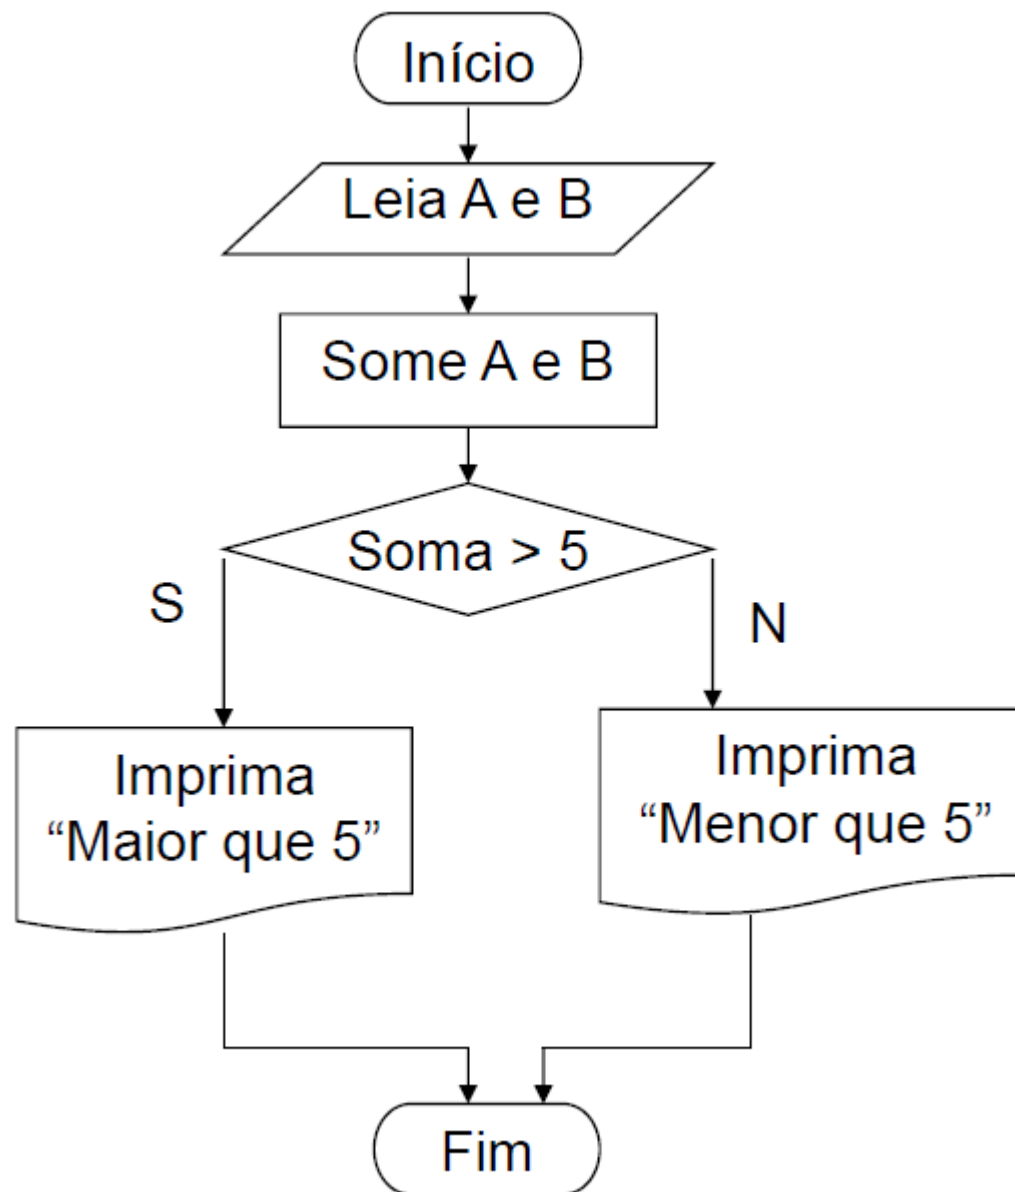 Início
Leia A e B
Some A e B
Soma > 5
S
N
Imprima
“Maior que 5”
Imprima
“Menor que 5”
Fim